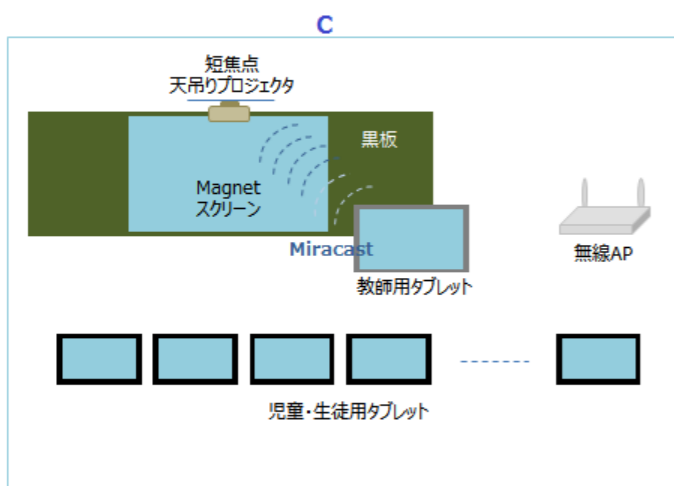 C
短焦点
天吊りプロジェクタ
黒板
Magnet
スクリーン
Miracast
無線AP
教師用タブレット
児童・生徒用タブレット